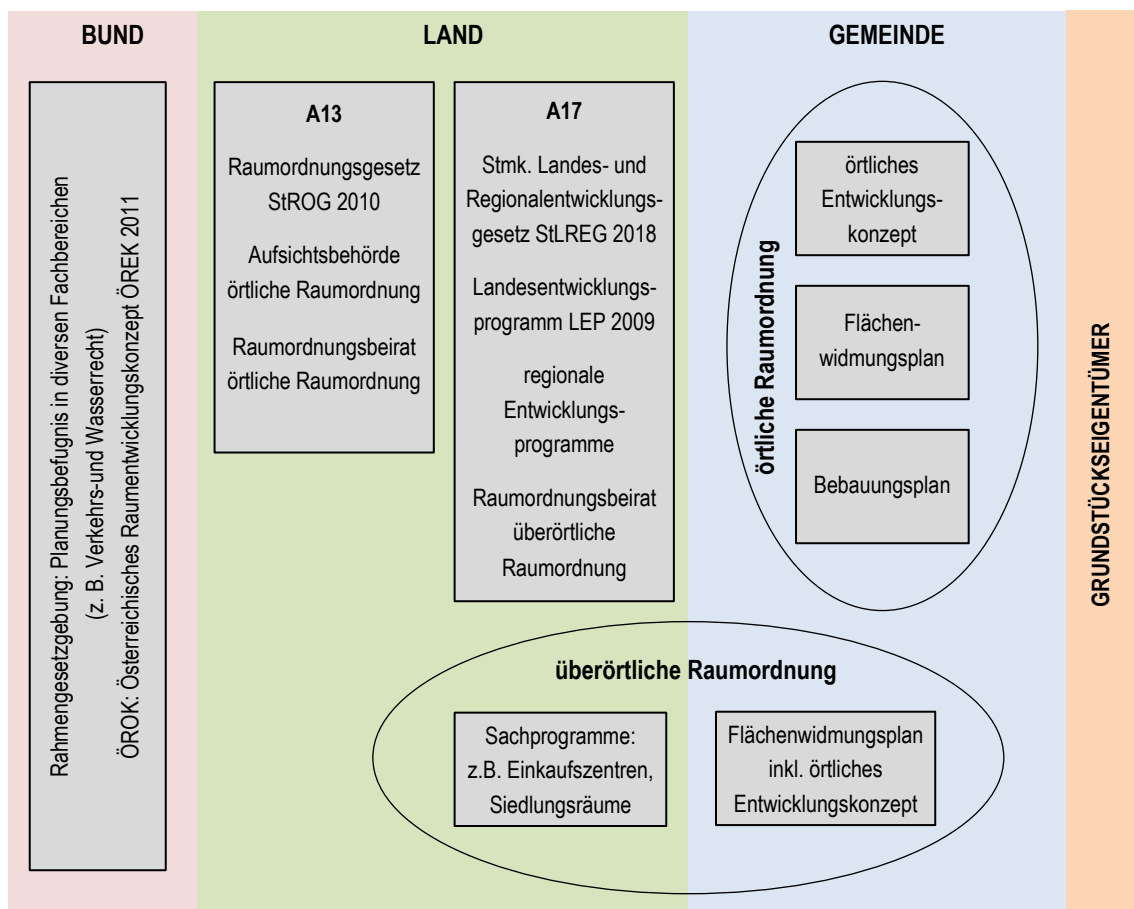 BUND
Rahmengesetzgebung: Planungsbefugnis in diversen Fachbereichen
(z. B. Verkehrs-und Wasserrecht)
ÖROK: Österreichisches Raumentwicklungskonzept ÖREK 2011
LAND
A13
Raumordnungsgesetz
StROG 2010
Aufsichtsbehörde
örtliche Raumordnung
Raumordnungsbeirat
örtliche Raumordnung
A17
Stmk. Landes- und
Regionalentwicklungs-
gesetz StLREG 2018
Landesentwicklungs-
programm LEP 2009
regionale
Entwicklungs-
programme
Raumordnungsbeirat
überörtliche
Raumordnung
GEMEINDE
örtliche Raumordnung
örtliches
Entwicklungs-
konzept
Flächen-
widmungsplan
Bebauungsplan
überörtliche Raumordnung
Sachprogramme:
z.B. Einkaufszentren,
Siedlungsräume
Flächenwidmungsplan
inkl. örtliches
Entwicklungskonzept
GRUNDSTÜCKSEIGENTÜMER